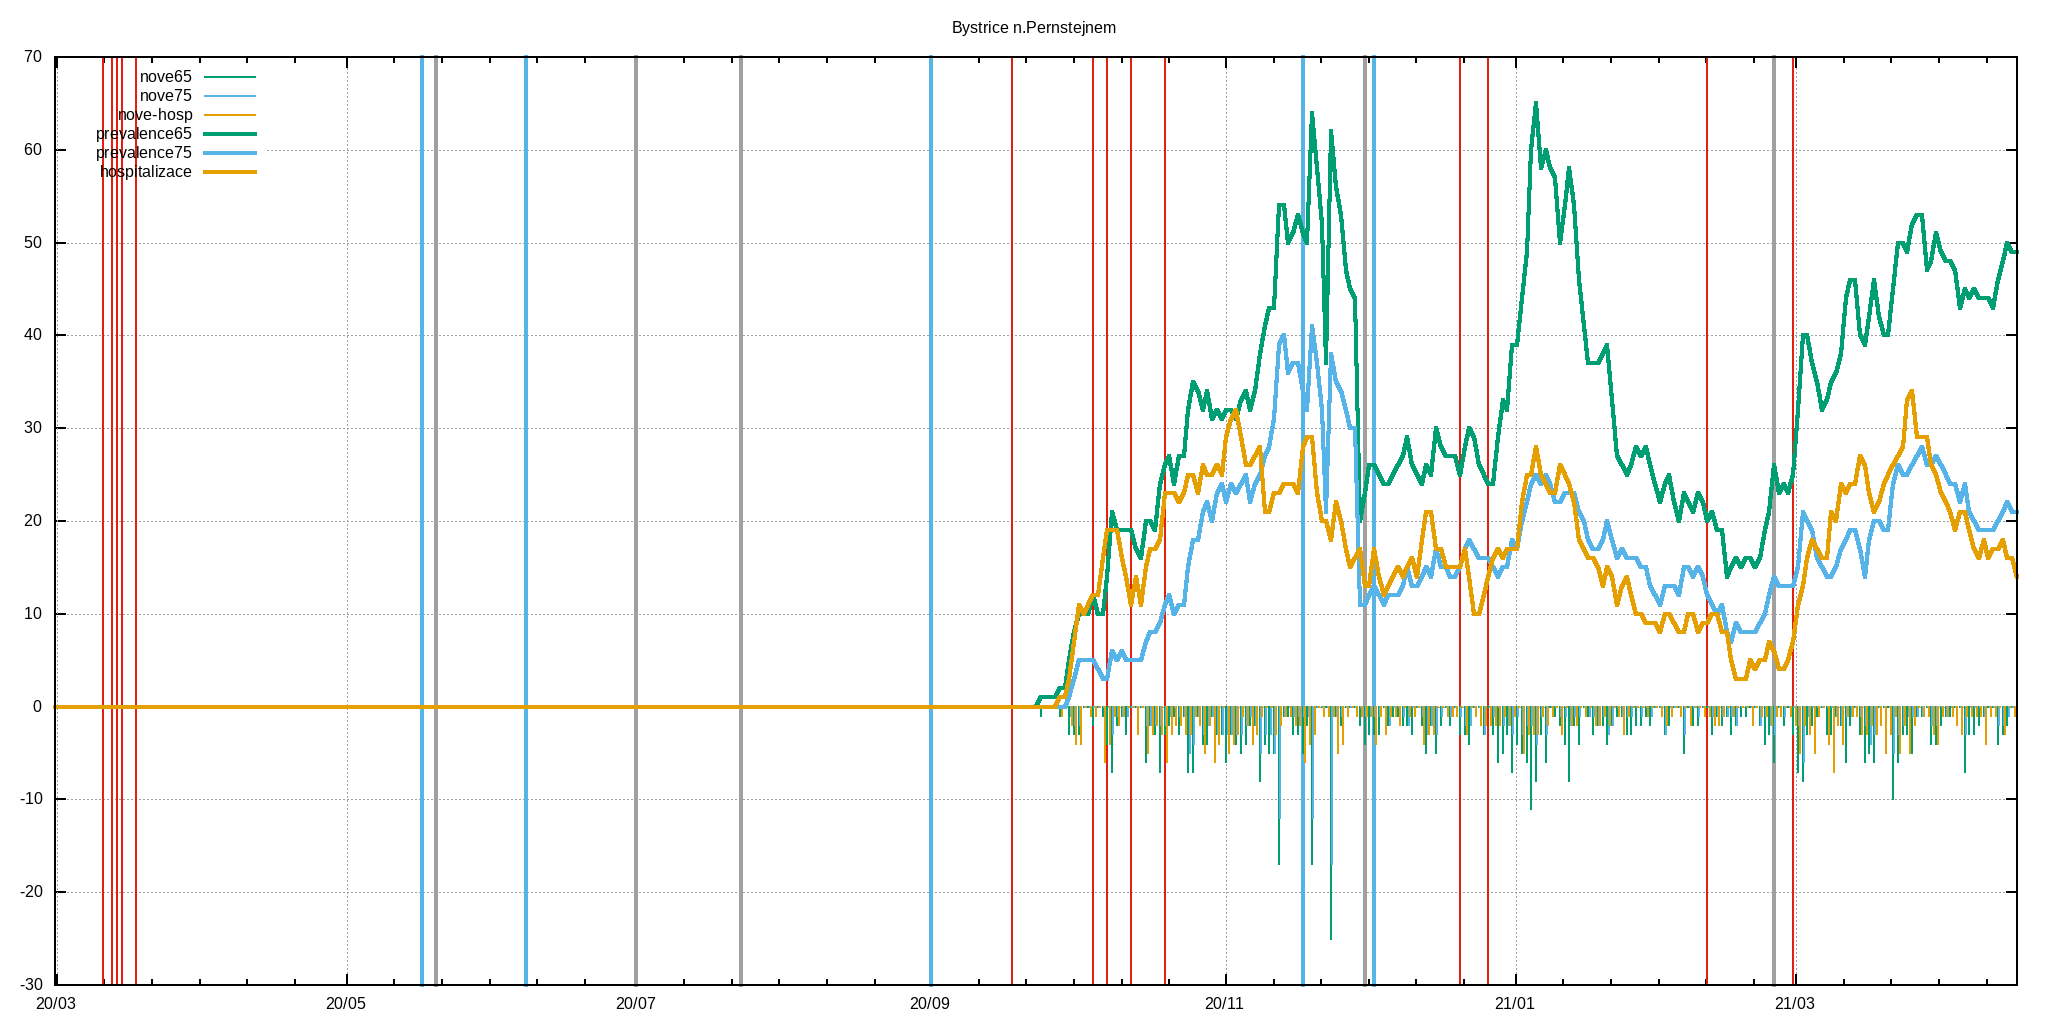 Bystrice n.Pernstejnem
70
60
50
40
30
20
10
0
-10
-20
-30
nove65
nove75
nove-hosp
prevalence65
prevalence75
hospitalizace
20/03 20/05 20/07 20/09 20/11 21/01 21/03